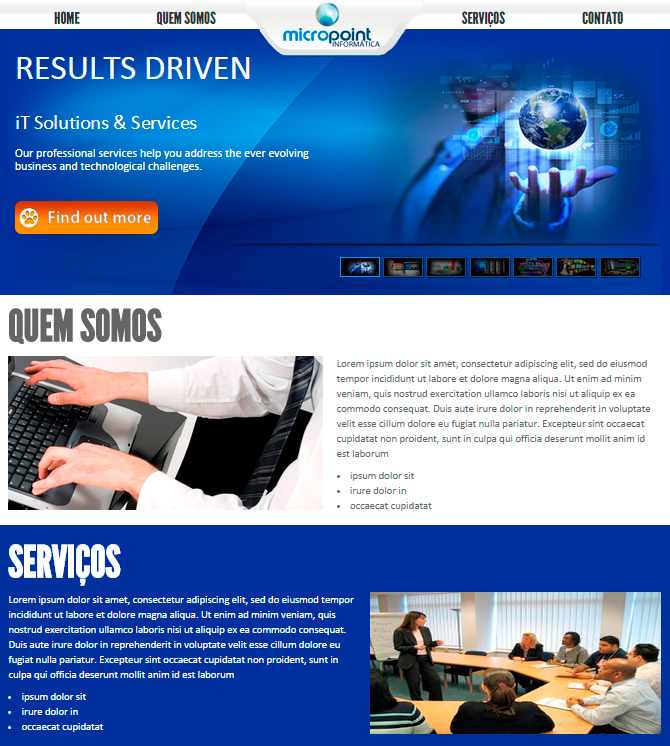 HOME
QUEM SOMOS
micropoint
INFORMÁTICA
SERVIÇOS
CONTATO
RESULTS DRIVEN
iT Solutions & Services
Our professional services help you address the ever evolving
business and technological challenges.
Find out more
QUEM SOMOS
Lorem ipsum dolor sit amet, consectetur adipiscing elit, sed do eiusmod
tempor incididunt ut labore et dolore magna aliqua. Ut enim ad minim
veniam, quis nostrud exercitation ullamco laboris nisi ut aliquip ex ea
commodo consequat. Duis aute irure dolor in reprehenderit in voluptate
velit esse cillum dolore eu fugiat nulla pariatur. Excepteur sint occaecat
cupidatat non proident, sunt in culpa qui officia deserunt mollit anim id
est laborum
• ipsum dolor sit
• irure dolor in
• occaecat cupidatat
SERVIÇOS
Lorem ipsum dolor sit amet, consectetur adipiscing elit, sed do eiusmod tempor
incididunt ut labore et dolore magna aliqua. Ut enim ad minim veniam, quis
nostrud exercitation ullamco laboris nisi ut aliquip ex ea commodo consequat.
Duis aute irure dolor in reprehenderit in voluptate velit esse cillum dolore eu
fugiat nulla pariatur. Excepteur sint occaecat cupidatat non proident, sunt in
culpa qui officia deserunt mollit anim id est laborum
• ipsum dolor sit
• irure dolor in
• occaecat cupidatat